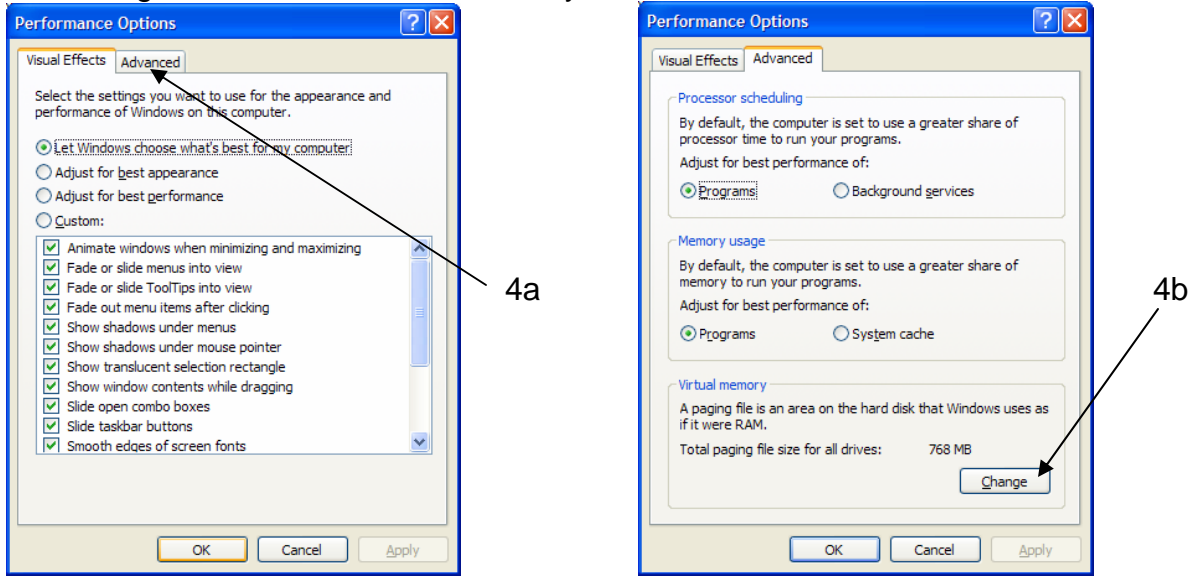 Performance Options
Visual Effects Advanced
Select the settings you want to use for the appearance and
performance of Windows on this computer.
Let Windows choose what's best for my computer
Adjust for best appearance
Adjust for best performance
Custom:
Animate windows when minimizing and maximizing
Fade or slide menus into view
Fade or slide ToolTips into view
Fade out menu items after clicking
Show shadows under menus
Show shadows under mouse pointer
Show translucent selection rectangle
Show window contents while dragging
Slide open combo boxes
Slide taskbar buttons
Smooth edges of screen fonts
OK Cancel Apply
4a
Performance Options
Visual Effects Advanced
Processor scheduling
By default, the computer is set to use a greater share of
processor time to run your programs.
Adjust for best performance of:
Programs Background services
Memory usage
By default, the computer is set to use a greater share of
memory to run your programs.
Adjust for best performance of:
Programs System cache
Virtual memory
A paging file is an area on the hard disk that Windows uses as
if it were RAM.
Total paging file size for all drives: 768 MB
Change
OK Cancel Apply
4b